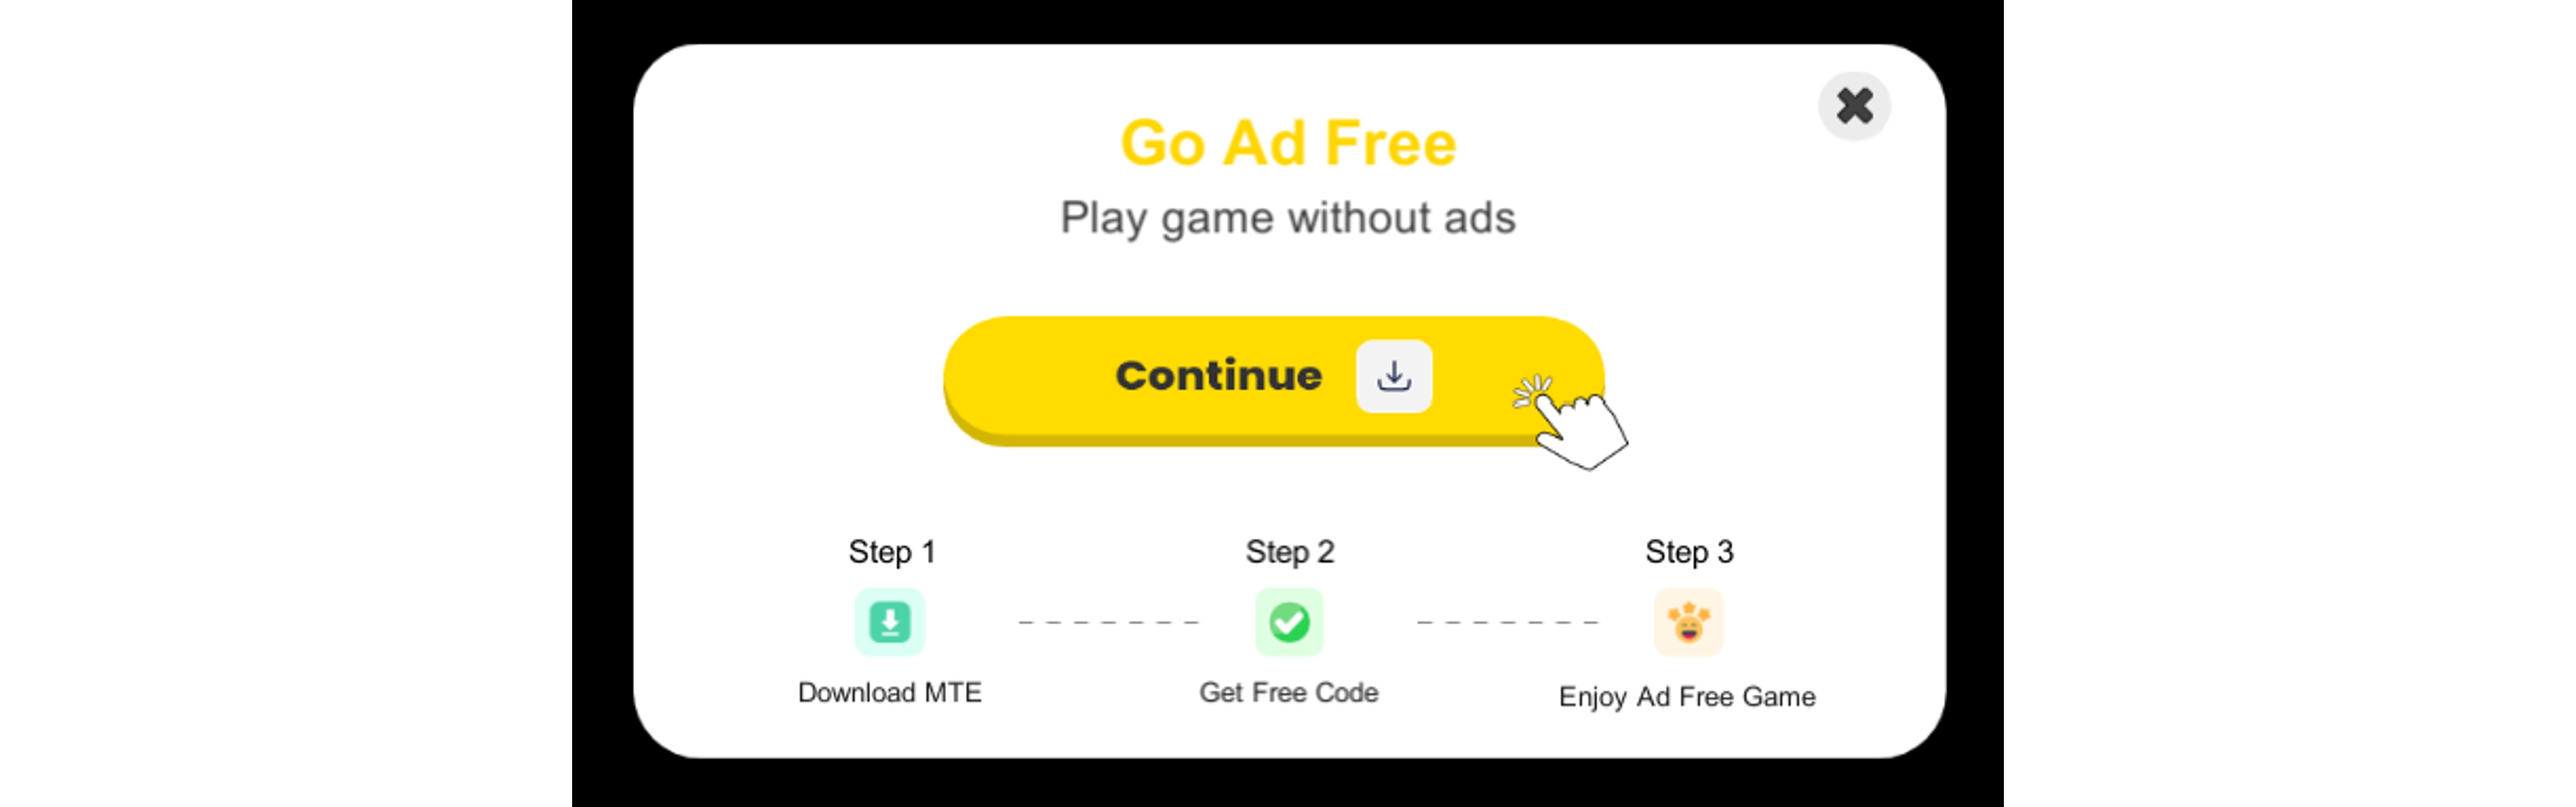 Go Ad Free
Play game without ads
Continue
Step 1
Step 2
Step 3
Download MTE
Get Free Code
Enjoy Ad Free Game